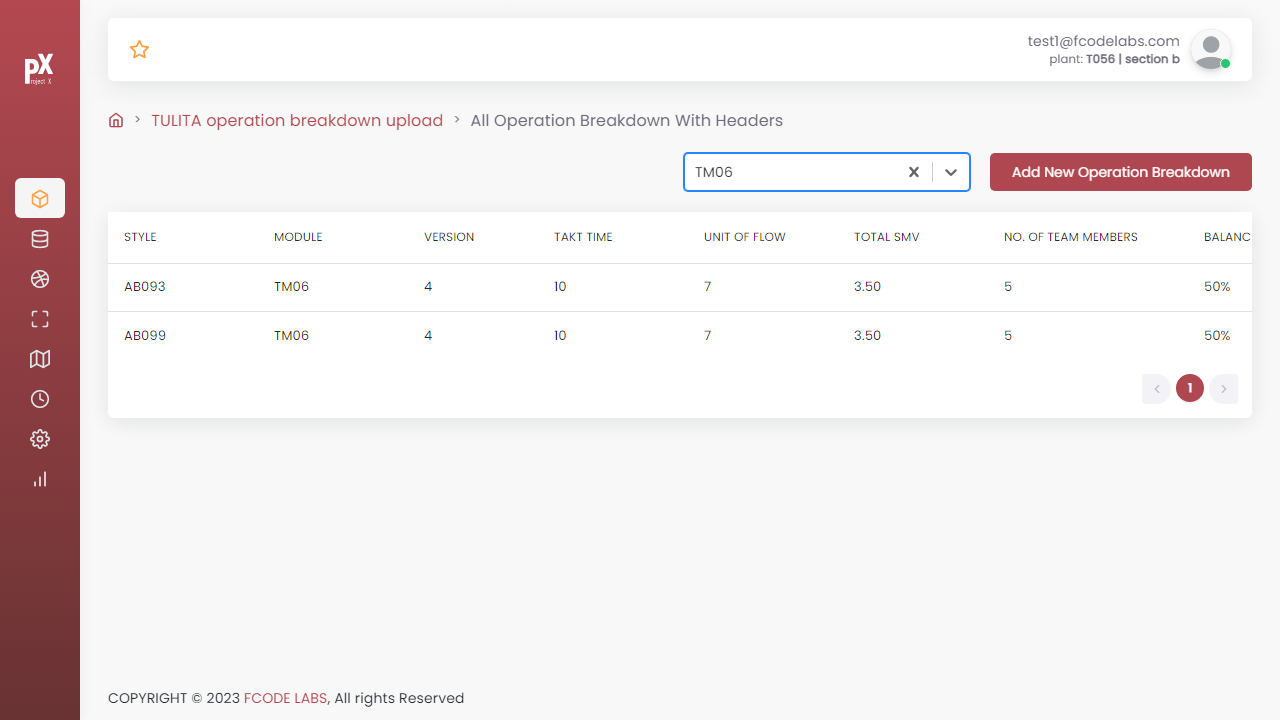 test1@fcodelabs.com
plant: T056 | section b
pX
roject X
> TULITA operation breakdown upload > All Operation Breakdown With Headers
TM06
Add New Operation Breakdown
STYLE MODULE VERSION TAKT TIME UNIT OF FLOW TOTAL SMV NO. OF TEAM MEMBERS BALANC
AB093 TM06 4 10 7 3.50 5 50%
AB099 TM06 4 10 7 3.50 5 50%
1
COPYRIGHT © 2023 FCODE LABS, All rights Reserved